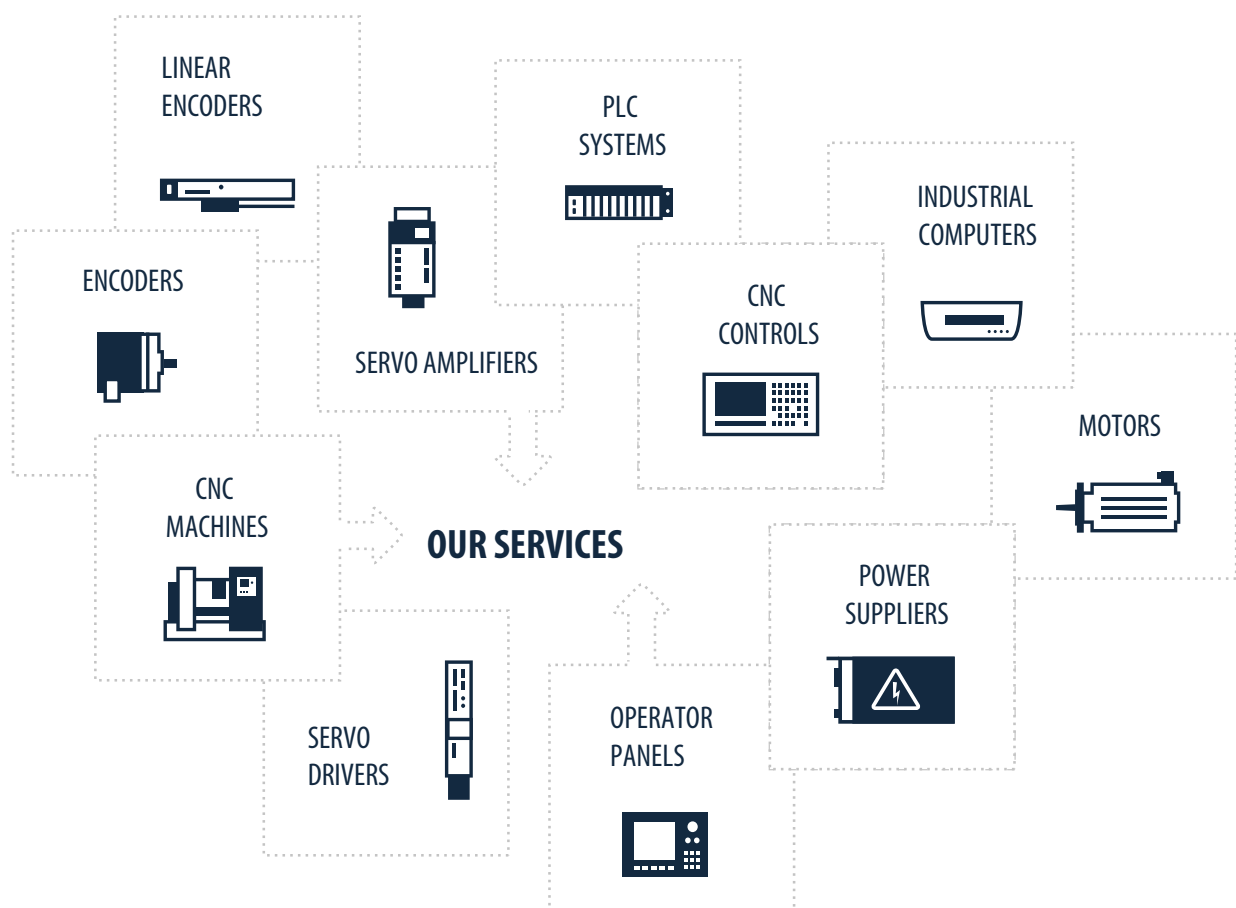 LINEAR
ENCODERS
PLC
SYSTEMS
INDUSTRIAL
COMPUTERS
ENCODERS
SERVO AMPLIFIERS
CNC
CONTROLS
MOTORS
CNC
MACHINES
OUR SERVICES
POWER
SUPPLIERS
SERVO
DRIVERS
OPERATOR
PANELS